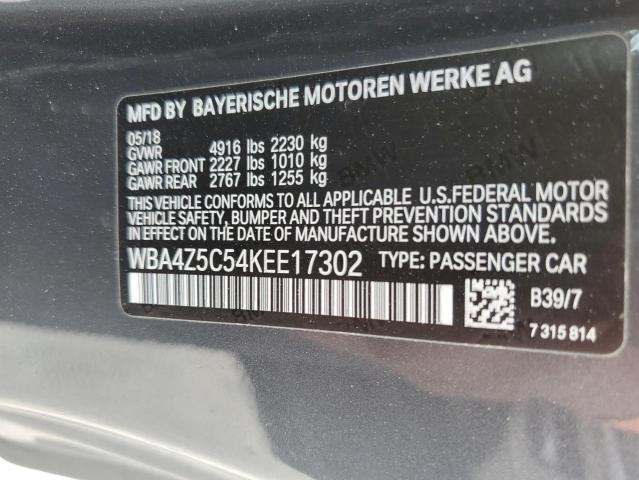 MFD BY BAYERISCHE MOTOREN WERKE AG
05/18
GVWR 4916 lbs 2230 kg
GAWR FRONT 2227 lbs 1010 kg
GAWR REAR 2767 lbs 1255 kg
THIS VEHICLE CONFORMS TO ALL APPLICABLE U.S.FEDERAL MOTOR
VEHICLE SAFETY, BUMPER AND THEFT PREVENTION STANDARDS
IN EFFECT ON THE DATE OF MANUFACTURE SHOWN ABOVE.
WBA4Z5C54KEE17302 TYPE: PASSENGER CAR
B39/7
7 315 814